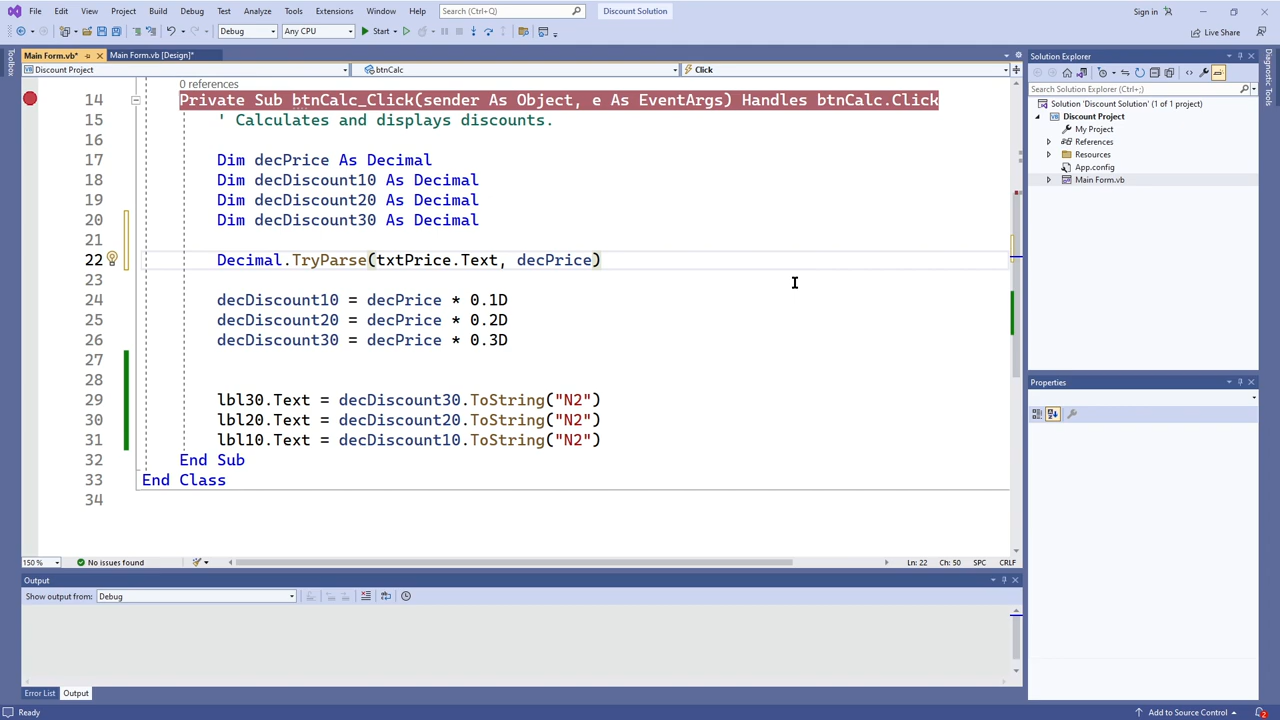 File Edit View Project Build Debug Test Analyze Tools Extensions Window Help Search (Ctrl+Q) Discount Solution Sign in
Debug Any CPU Start Live Share
Toolbox
Main Form.vb* Main Form.vb [Design]*
Discount Project btnCalc Click
0 references
14 Private Sub btnCalc_Click(sender As Object, e As EventArgs) Handles btnCalc.Click
15 ' Calculates and displays discounts.
16
17 Dim decPrice As Decimal
18 Dim decDiscount10 As Decimal
19 Dim decDiscount20 As Decimal
20 Dim decDiscount30 As Decimal
21
22 Decimal.TryParse(txtPrice.Text, decPrice)
23
24 decDiscount10 = decPrice * 0.1D
25 decDiscount20 = decPrice * 0.2D
26 decDiscount30 = decPrice * 0.3D
27
28
29 lbl30.Text = decDiscount30.ToString("N2")
30 lbl20.Text = decDiscount20.ToString("N2")
31 lbl10.Text = decDiscount10.ToString("N2")
32 End Sub
33 End Class
34
150 % No issues found Ln: 22 Ch: 50 SPC CRLF
Output
Show output from: Debug
Error List Output
Solution Explorer
Search Solution Explorer (Ctrl+;)
Solution 'Discount Solution' (1 of 1 project)
Discount Project
My Project
References
Resources
App.config
Main Form.vb
Properties
Diagnostic Tools
Ready Add to Source Control 2